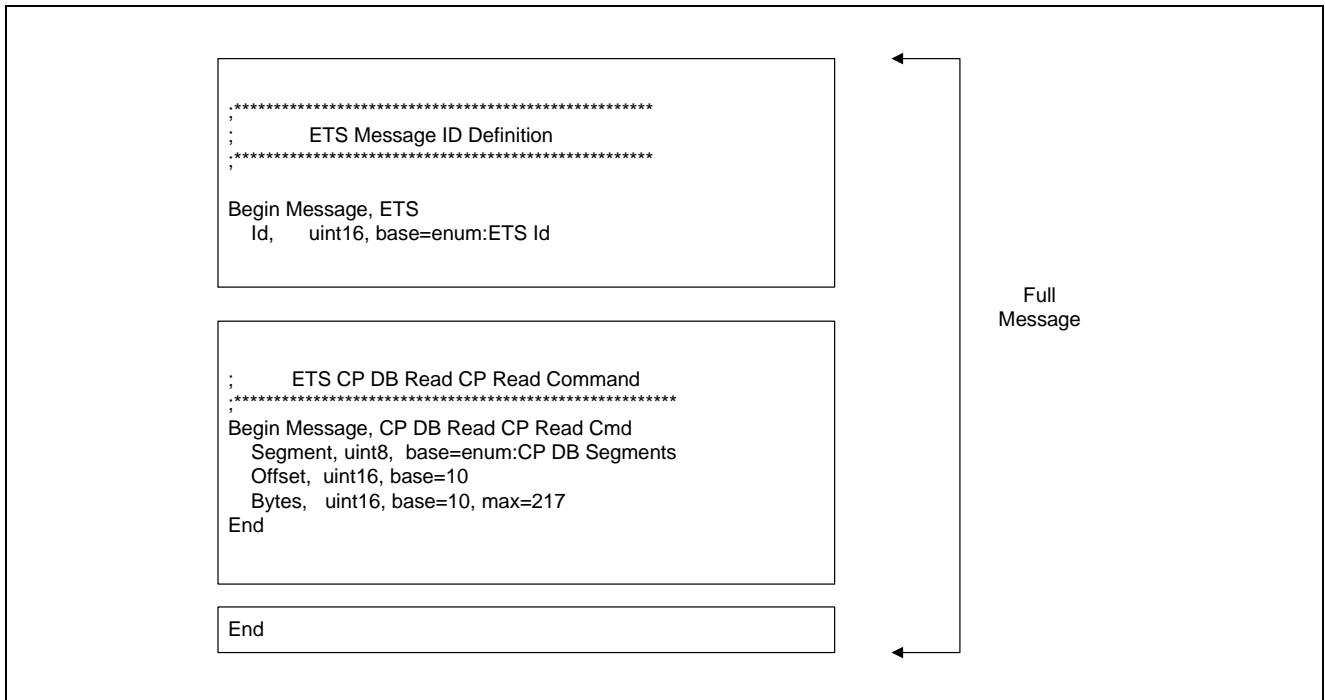 ;*****************************************************
;          ETS Message ID Definition
;*****************************************************
Begin Message, ETS
Id,     uint16, base=enum:ETS Id
;        ETS CP DB Read CP Read Command
;********************************************************
Begin Message, CP DB Read CP Read Cmd
Segment, uint8,  base=enum:CP DB Segments
Offset,  uint16, base=10
Bytes,   uint16, base=10, max=217
End
End
Full
Message